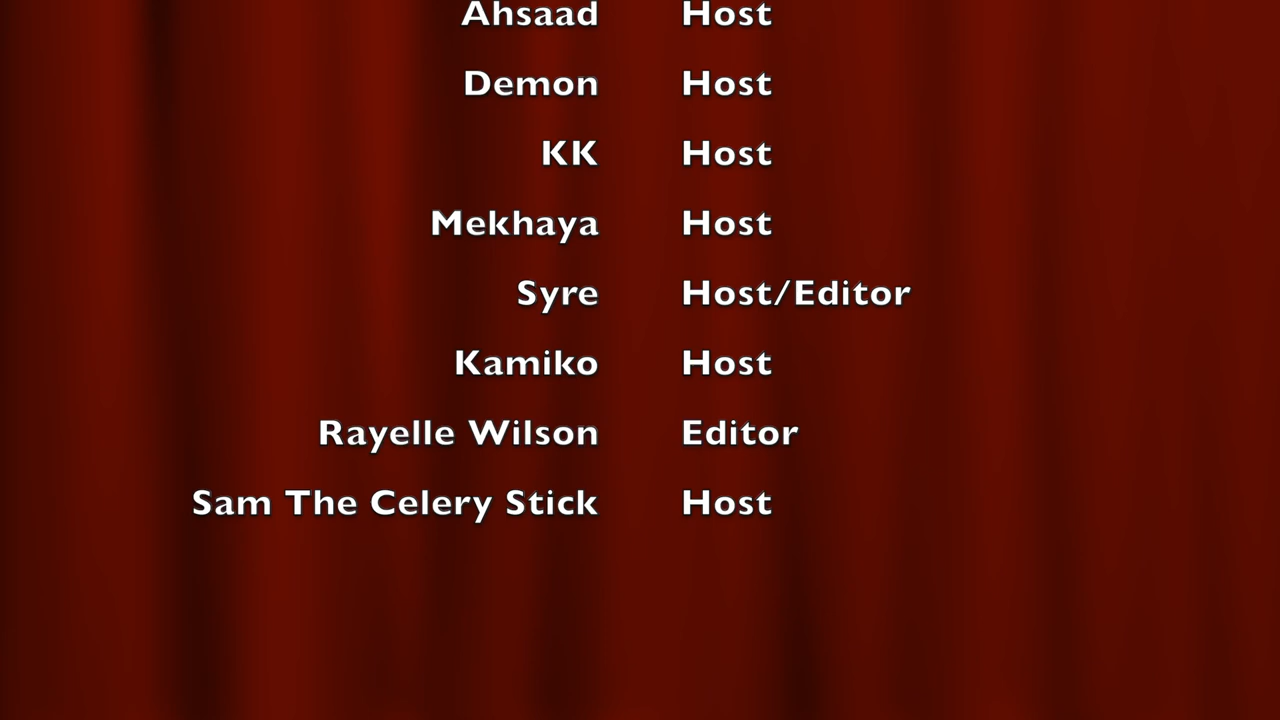 Ahsaad Host
Demon Host
KK Host
Mekhaya Host
Syre Host/Editor
Kamiko Host
Rayelle Wilson Editor
Sam The Celery Stick Host